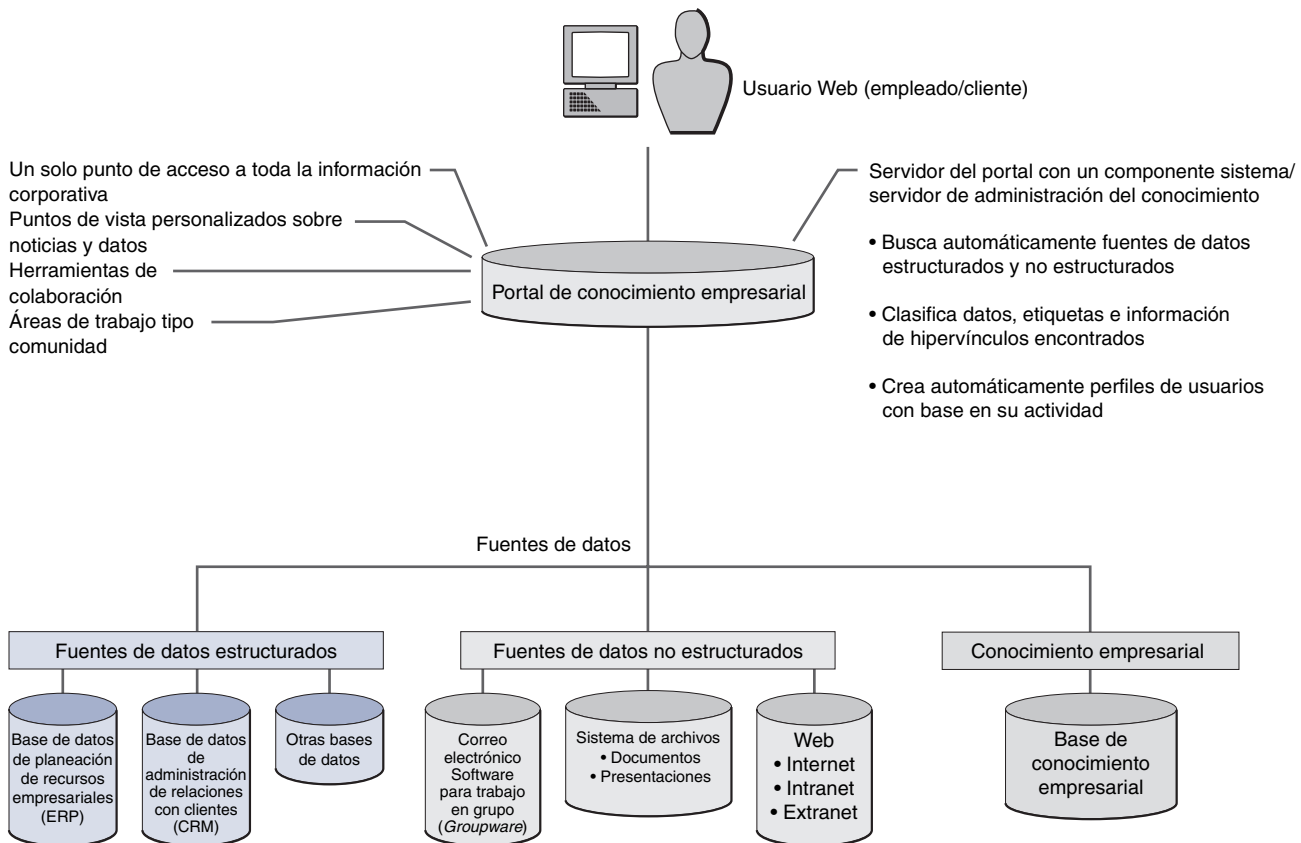 Usuario Web (empleado/cliente)
Un solo punto de acceso a toda la información
corporativa
Puntos de vista personalizados sobre
noticias y datos
Herramientas de
colaboración
Áreas de trabajo tipo
comunidad
Portal de conocimiento empresarial
Servidor del portal con un componente sistema/
servidor de administración del conocimiento
• Busca automáticamente fuentes de datos
estructurados y no estructurados
• Clasifica datos, etiquetas e información
de hipervínculos encontrados
• Crea automáticamente perfiles de usuarios
con base en su actividad
Fuentes de datos
Fuentes de datos estructurados
Base de datos
de planeación
de recursos
empresariales
(ERP)
Base de datos
de
administración
de relaciones
con clientes
(CRM)
Otras bases
de datos
Fuentes de datos no estructurados
Correo
electrónico
Software
para trabajo
en grupo
(Groupware)
Sistema de archivos
• Documentos
• Presentaciones
Web
• Internet
• Intranet
• Extranet
Conocimiento empresarial
Base de
conocimiento
empresarial